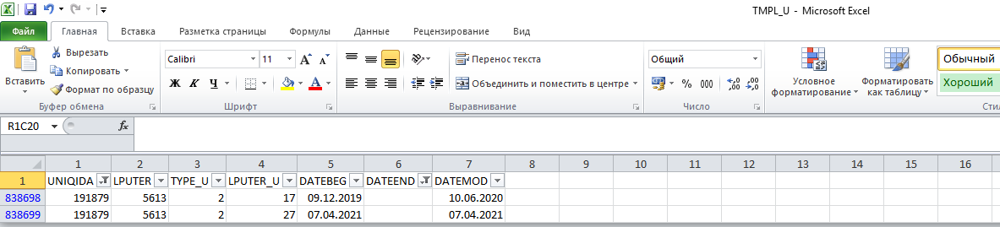 TMPL_U - Microsoft Excel
Файл Главная Вставка Разметка страницы Формулы Данные Рецензирование Вид
Вставить
Вырезать
Копировать
Формат по образцу
Буфер обмена
Calibri 11 A A
Ж К Ч A
Шрифт
Перенос текста
Объединить и поместить в центре
Выравнивание
Общий
% 000 ,00 ,0
Число
Условное форматирование
Форматировать как таблицу
Обычный
Хороший
Сти
R1C20 fx
1 2 3 4 5 6 7 8 9 10 11 12 13 14 15 16
1 UNIQIDA LPUTER TYPE_U LPUTER_U DATEBEG DATEEND DATEMOD
838698 191879 5613 2 17 09.12.2019 10.06.2020
838699 191879 5613 2 27 07.04.2021 07.04.2021